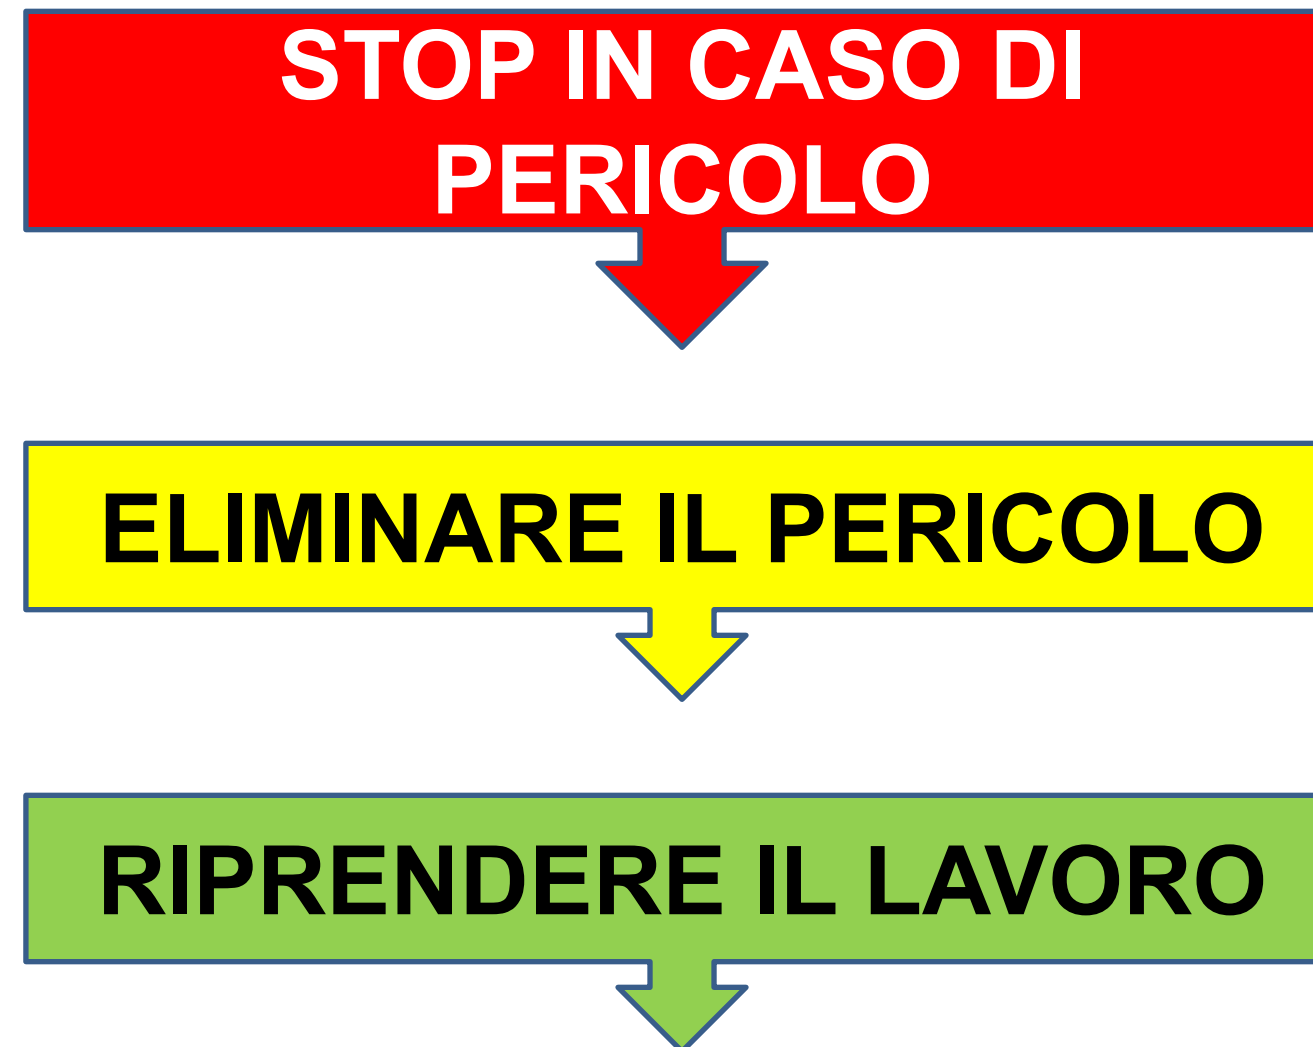 STOP IN CASO DI
PERICOLO
ELIMINARE IL PERICOLO
RIPRENDERE IL LAVORO